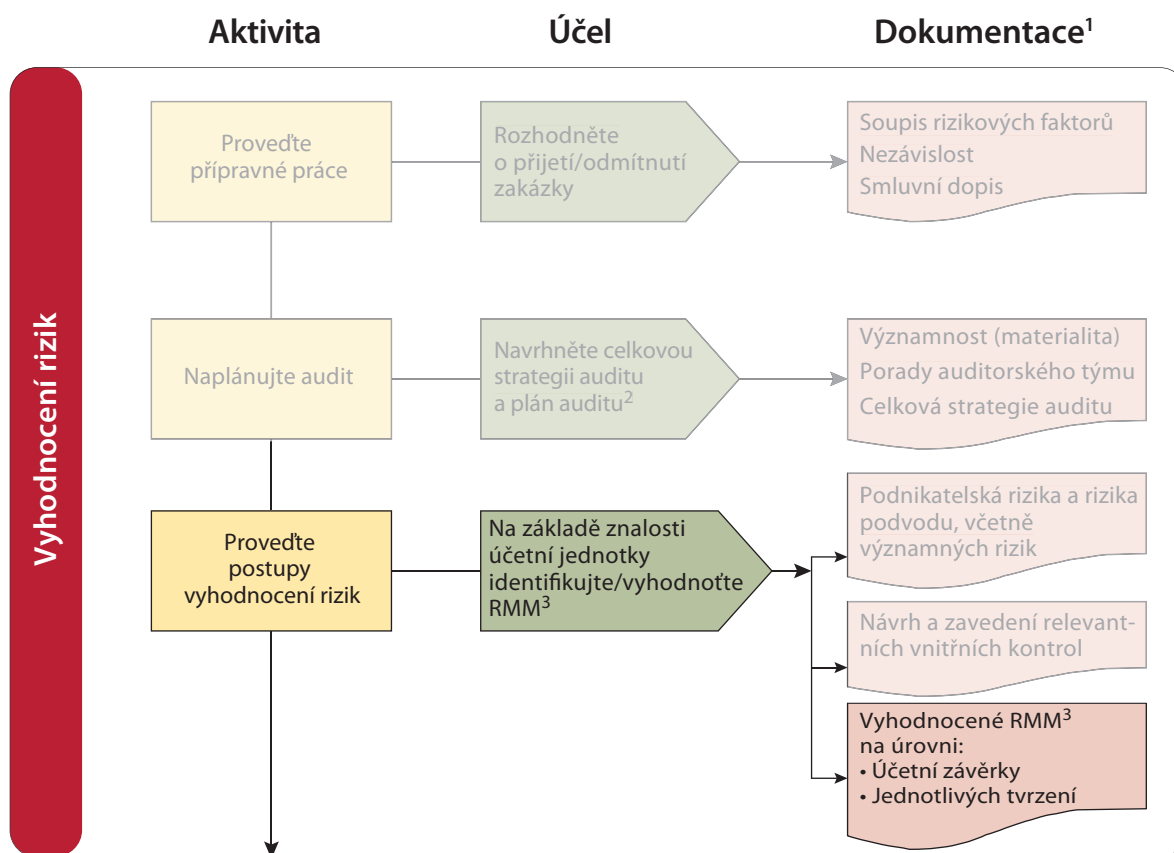 Aktivita
Účel
Dokumentace¹
Vyhodnocení rizik
Proveďte
přípravné práce
Rozhodněte
o přijetí/odmítnutí
zakázky
Soupis rizikových faktorů
Nezávislost
Smluvní dopis
Naplánujte audit
Navrhněte celkovou
strategii auditu
a plán auditu²
Významnost (materialita)
Porady auditorského týmu
Celková strategie auditu
Proveďte
postupy
vyhodnocení rizik
Na základě znalosti
účetní jednotky
identifikujte/vyhodnoťte
RMM³
Podnikatelská rizika a rizika
podvodu, včetně
významných rizik
Návrh a zavedení relevant-
ních vnitřních kontrol
Vyhodnocené RMM³
na úrovni:
• Účetní závěrky
• Jednotlivých tvrzení